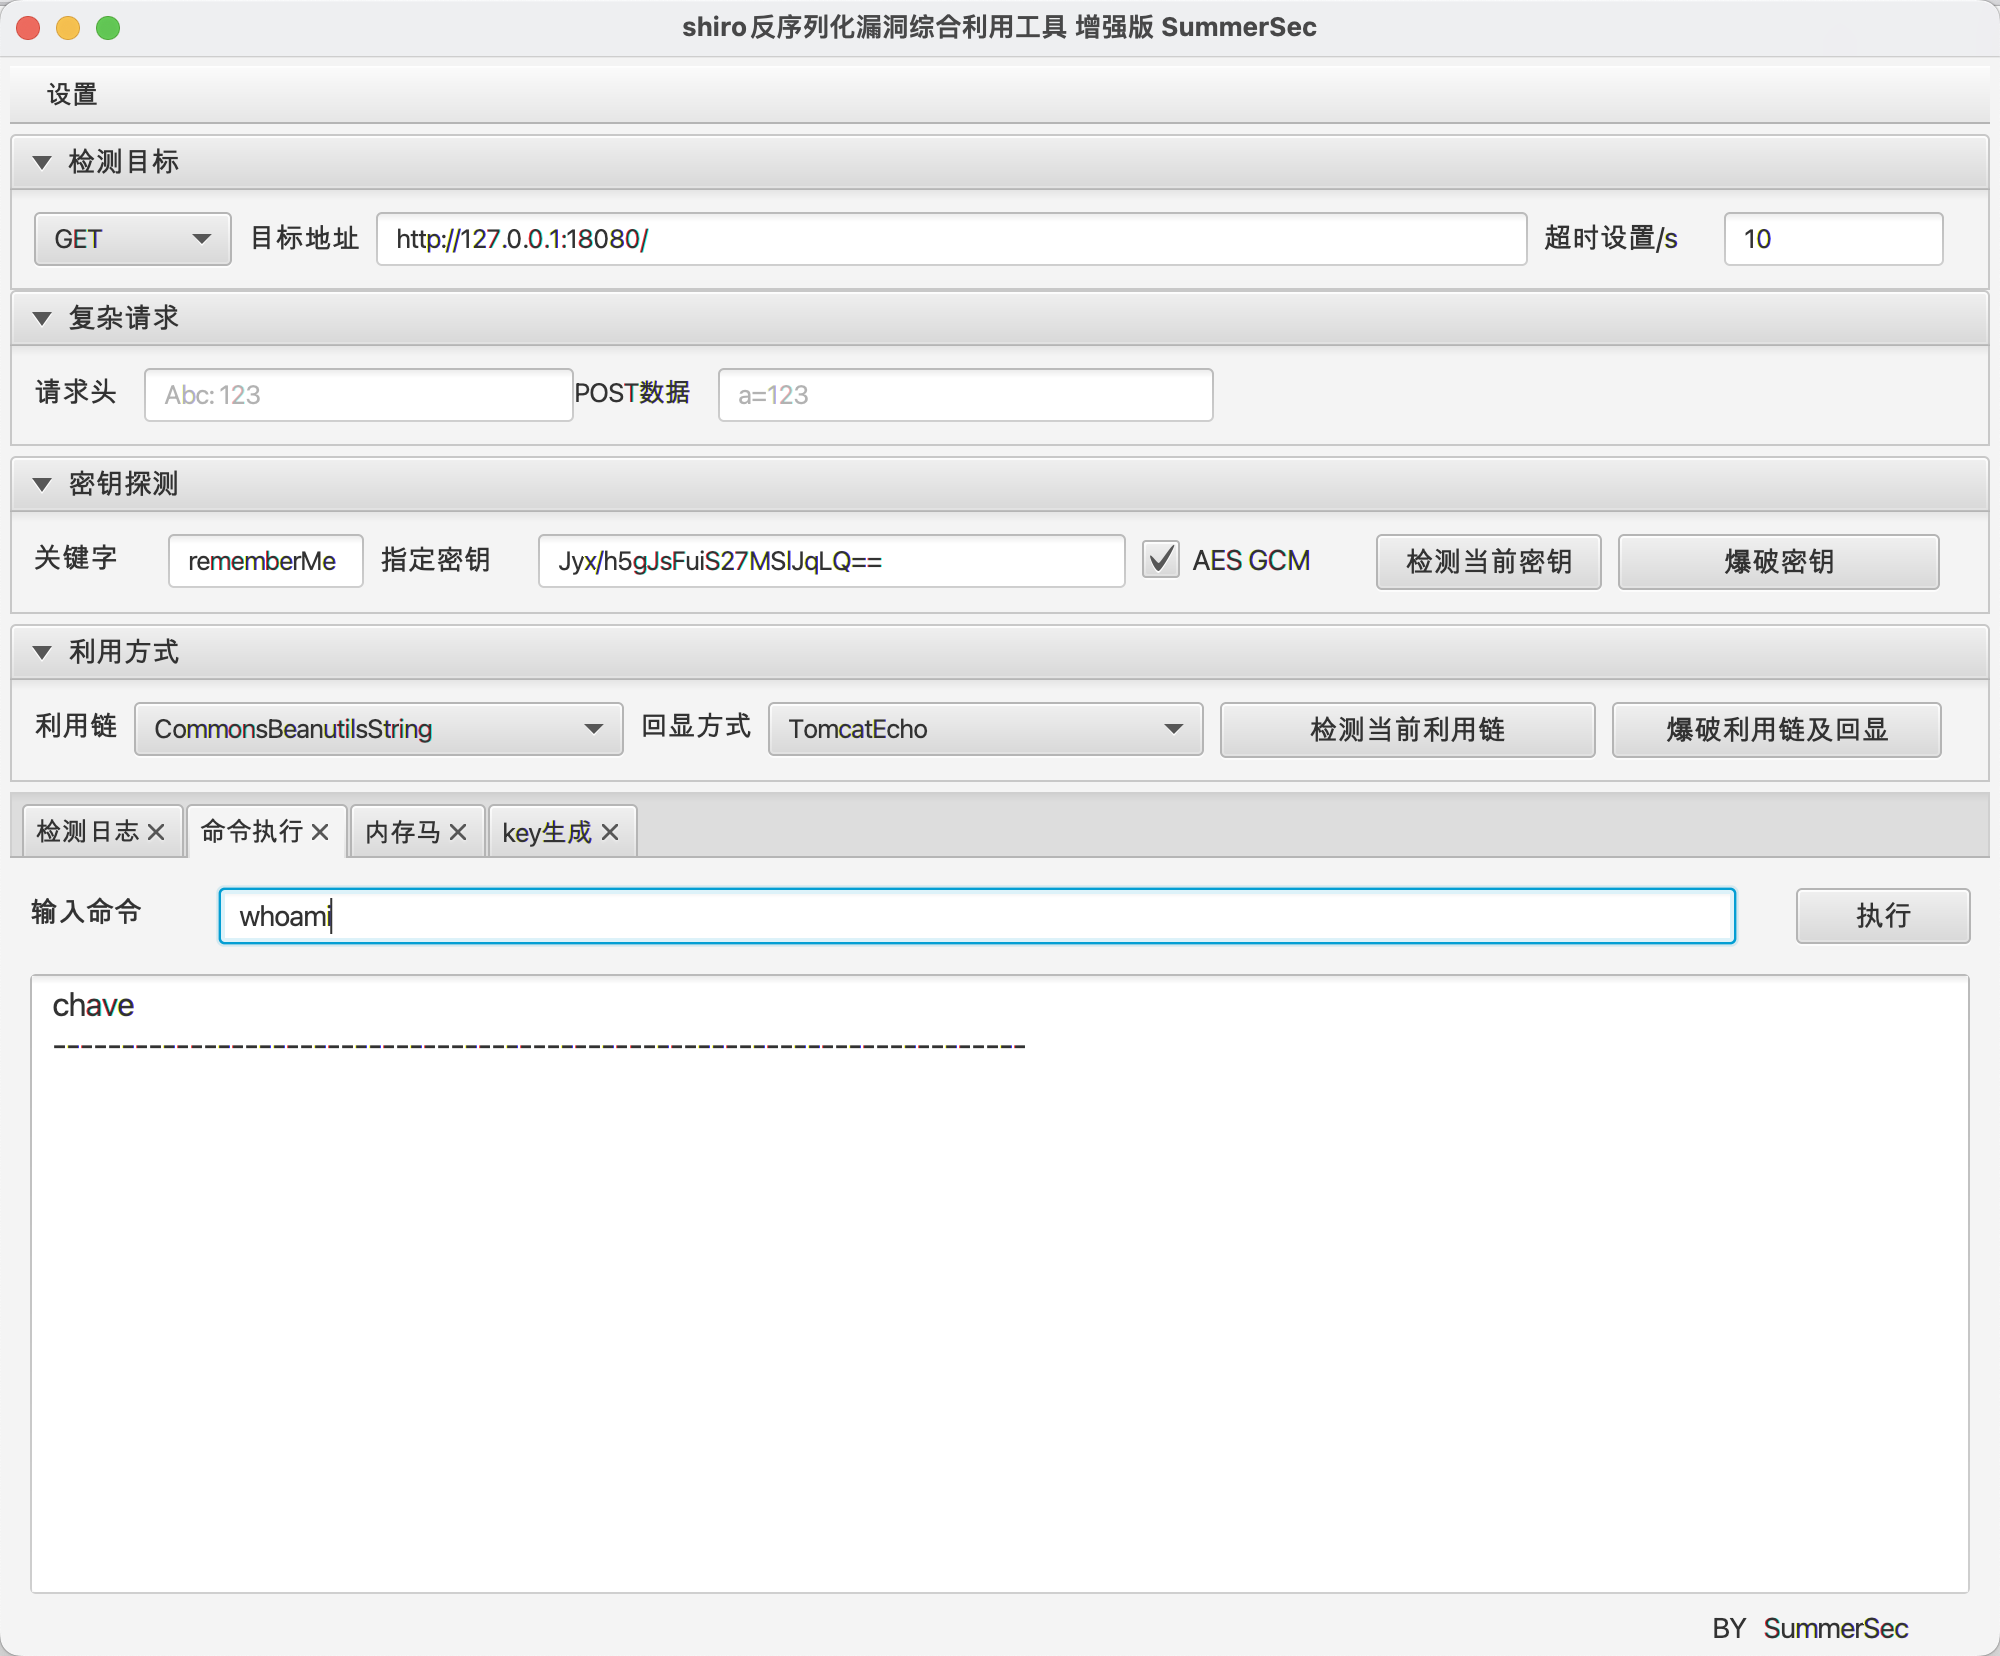 shiro反序列化漏洞综合利用工具 增强版 SummerSec
设置
检测目标
GET 目标地址 http://127.0.0.1:18080/ 超时设置/s 10
复杂请求
请求头 Abc: 123 POST数据 a=123
密钥探测
关键字 rememberMe 指定密钥 Jyx/h5gJsFuiS27MSlJqLQ== AES GCM 检测当前密钥 爆破密钥
利用方式
利用链 CommonsBeanutilsString 回显方式 TomcatEcho 检测当前利用链 爆破利用链及回显
检测日志 命令执行 内存马 key生成
输入命令 whoami 执行
chave
-----------------------------------------------------------------------
BY SummerSec